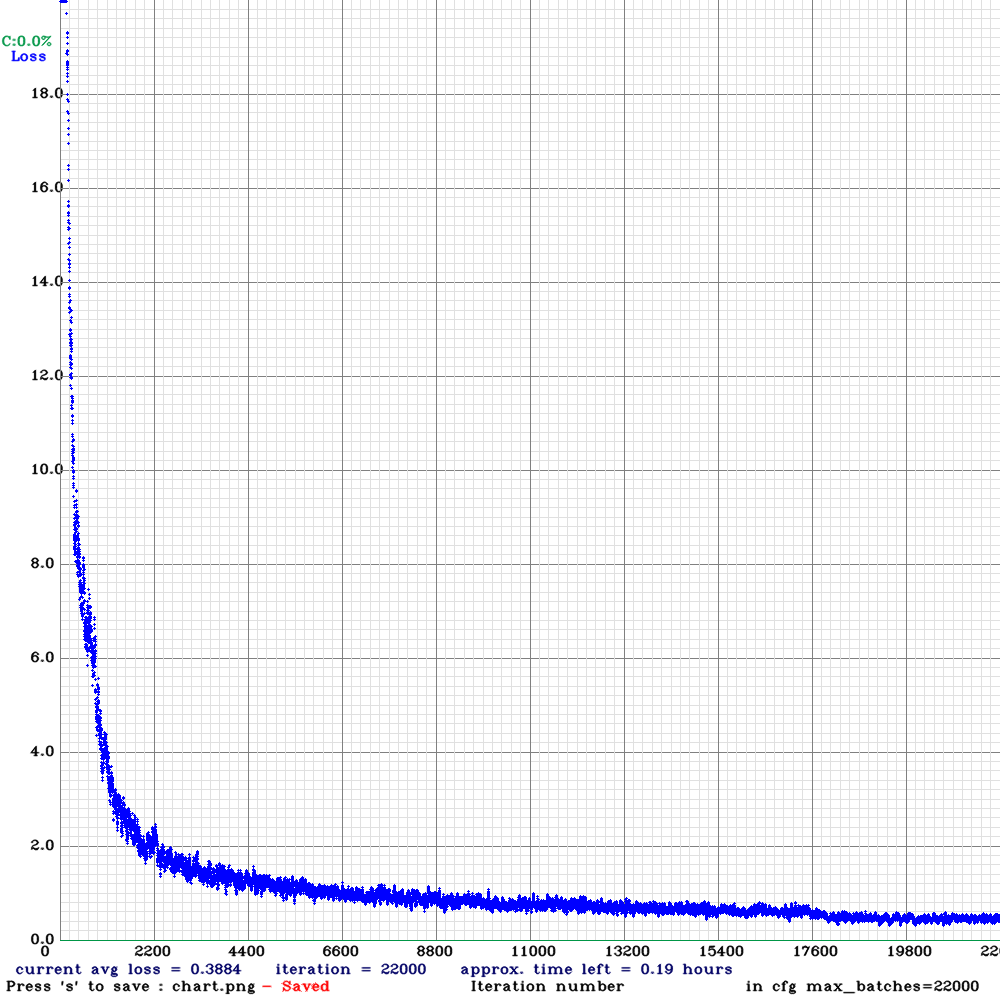 C:0.0%
Loss
18.0
16.0
14.0
12.0
10.0
8.0
6.0
4.0
2.0
0.0
0 2200 4400 6600 8800 11000 13200 15400 17600 19800 220
current avg loss = 0.3884 iteration = 22000 approx. time left = 0.19 hours
Press 's' to save : chart.png - Saved Iteration number in cfg max_batches=22000